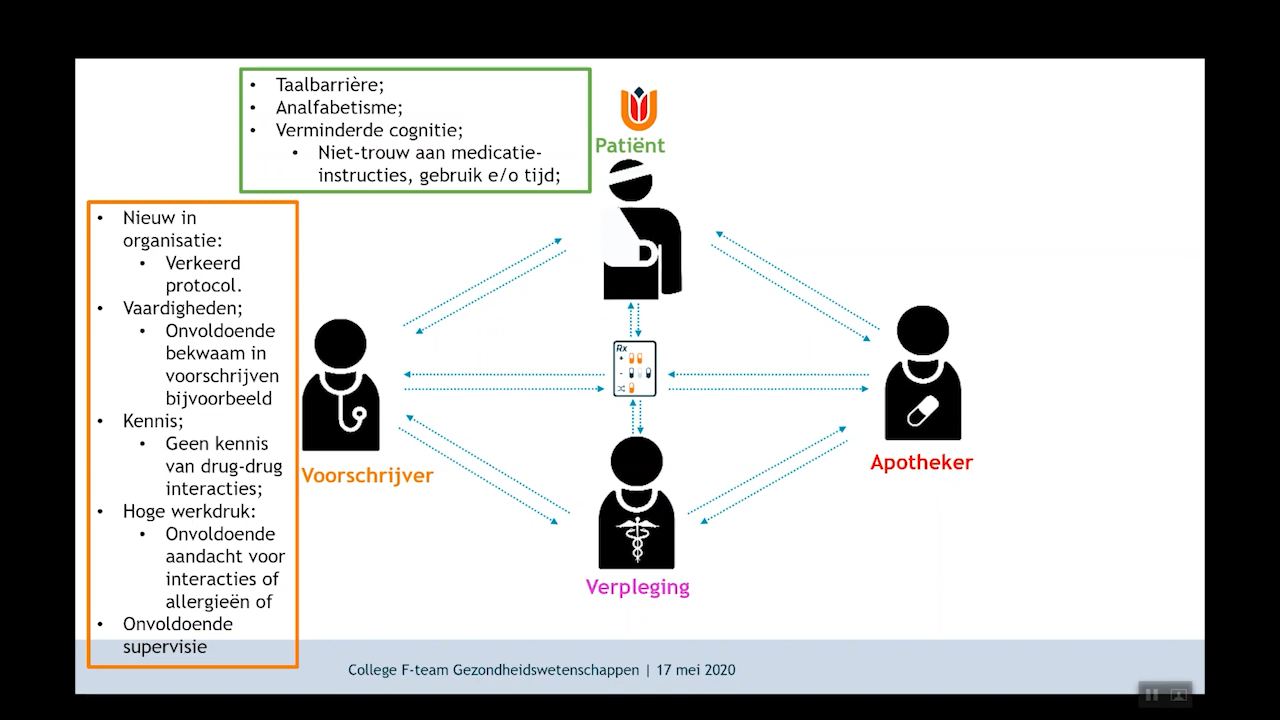 • Taalbarrière;
• Analfabetisme;
• Verminderde cognitie;
• Niet-trouw aan medicatie-
instructies, gebruik e/o tijd;
Patiënt
• Nieuw in
organisatie:
• Verkeerd
protocol.
• Vaardigheden;
• Onvoldoende
bekwaam in
voorschrijven
bijvoorbeeld
• Kennis;
• Geen kennis
van drug-drug
interacties;
• Hoge werkdruk:
• Onvoldoende
aandacht voor
interacties of
allergieën of
• Onvoldoende
supervisie
Rx
+
-
Voorschrijver
Apotheker
Verpleging
College F-team Gezondheidswetenschappen | 17 mei 2020